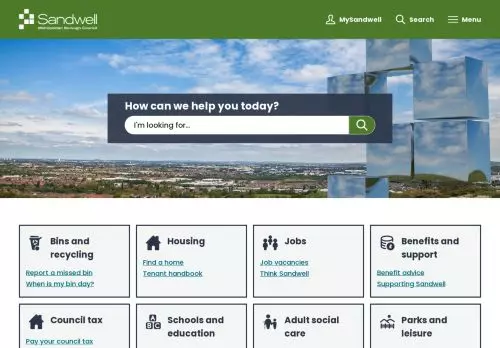 Sandwell
Metropolitan Borough Council
MySandwell
Search
Menu
How can we help you today?
I'm looking for...
Bins and recycling
Report a missed bin
When is my bin day?
Housing
Find a home
Tenant handbook
Jobs
Job vacancies
Think Sandwell
Benefits and support
Benefit advice
Supporting Sandwell
Council tax
Pay your council tax
Schools and education
Adult social care
Parks and leisure